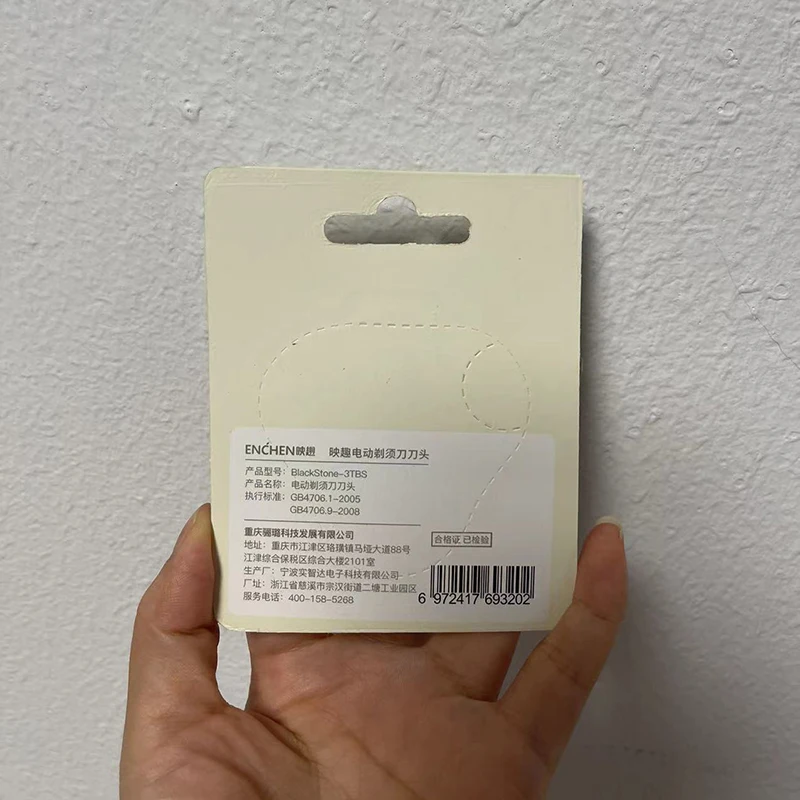 ENCHEN映趣 映趣电动剃须刀刀头
产品型号：BlackStone-3TBS
产品名称：电动剃须刀刀头
执行标准：GB4706.1-2005
GB4706.9-2008
重庆骊璐科技发展有限公司
地址：重庆市江津区珞璜镇马垭大道88号
江津综合保税区综合大楼2101室
生产厂：宁波实智达电子科技有限公司
厂址：浙江省慈溪市宗汉街道二塘工业园区
服务电话：400-158-5268
合格证 已检验
6 972417 693202